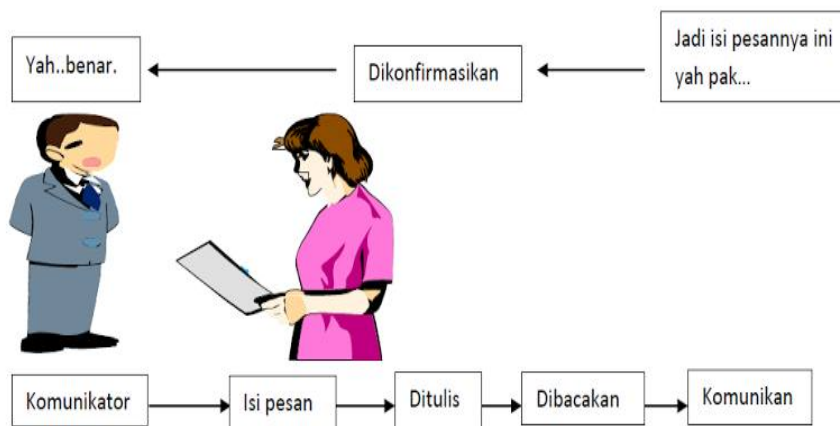 Yah..benar.
Dikonfirmasikan
Jadi isi pesannya ini
yah pak...
Komunikator
Isi pesan
Ditulis
Dibacakan
Komunikan